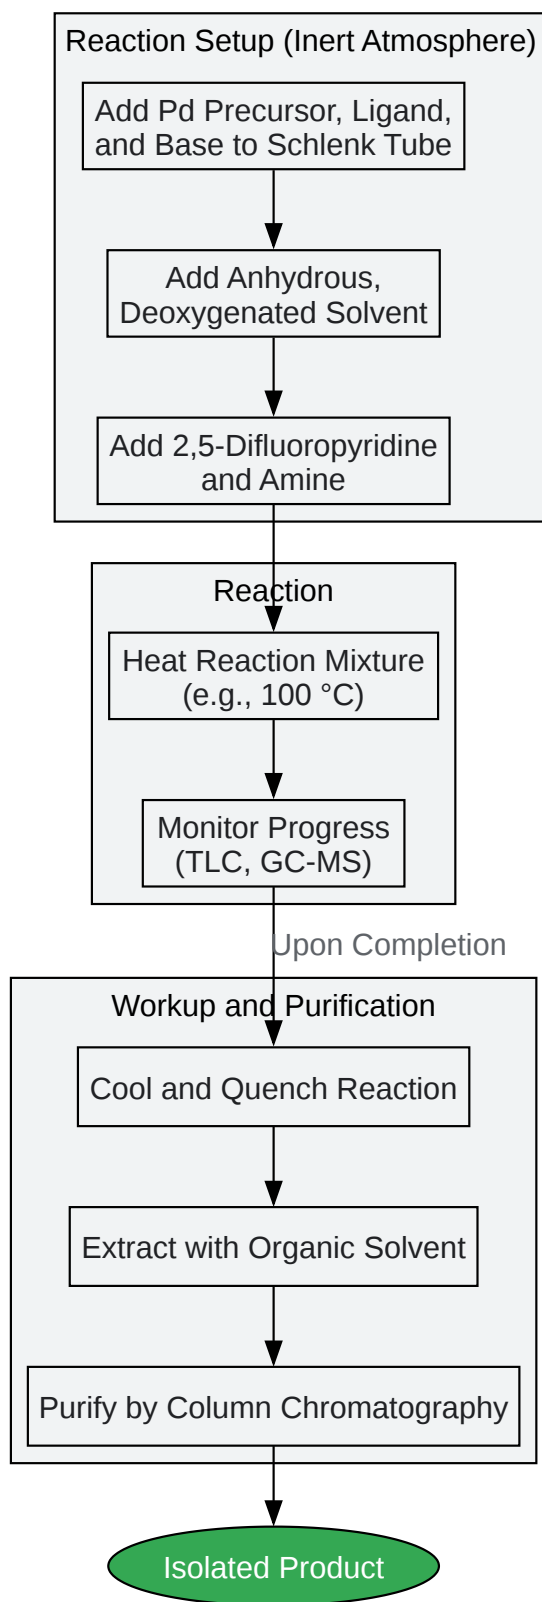 Reaction Setup (Inert Atmosphere)
Add Pd Precursor, Ligand,
and Base to Schlenk Tube
Add Anhydrous,
Deoxygenated Solvent
Add 2,5-Difluoropyridine
and Amine
Reaction
Heat Reaction Mixture
(e.g., 100 °C)
Monitor Progress
(TLC, GC-MS)
Upon Completion
Workup and Purification
Cool and Quench Reaction
Extract with Organic Solvent
Purify by Column Chromatography
Isolated Product